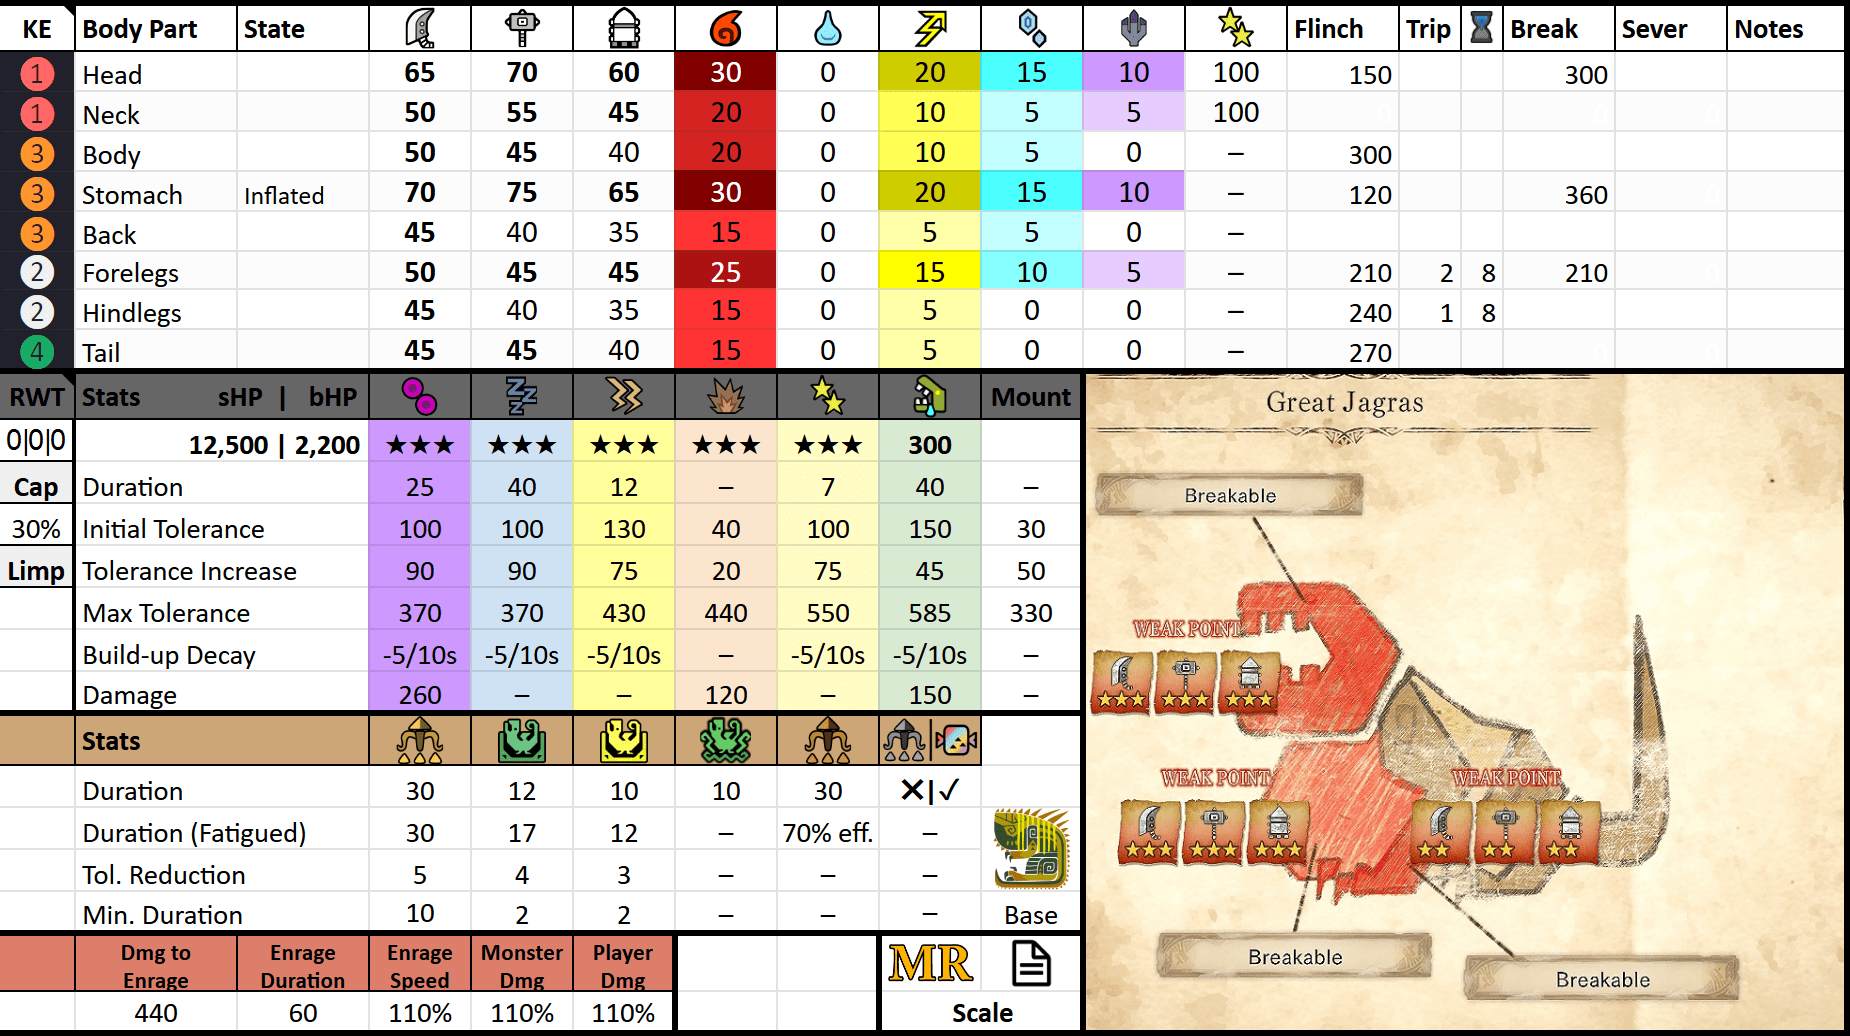 KE Body Part State Flinch Trip Break Sever Notes
1 Head 65 70 60 30 0 20 15 10 100 150 300
1 Neck 50 55 45 20 0 10 5 5 100
3 Body 50 45 40 20 0 10 5 0 – 300
3 Stomach Inflated 70 75 65 30 0 20 15 10 – 120 360
3 Back 45 40 35 15 0 5 5 0 –
2 Forelegs 50 45 45 25 0 15 10 5 – 210 2 8 210
2 Hindlegs 45 40 35 15 0 5 0 0 – 240 1 8
4 Tail 45 45 40 15 0 5 0 0 – 270
RWT Stats sHP | bHP Mount
0|0|0 12,500 | 2,200 ★★★ ★★★ ★★★ ★★★ ★★★ 300
Cap Duration 25 40 12 – 7 40 –
30% Initial Tolerance 100 100 130 40 100 150 30
Limp Tolerance Increase 90 90 75 20 75 45 50
Max Tolerance 370 370 430 440 550 585 330
Build-up Decay -5/10s -5/10s -5/10s – -5/10s -5/10s –
Damage 260 – – 120 – 150 –
Stats
Duration 30 12 10 10 30 ✕|✓
Duration (Fatigued) 30 17 12 – 70% eff. –
Tol. Reduction 5 4 3 – – –
Min. Duration 10 2 2 – – – Base
Dmg to Enrage Enrage Duration Enrage Speed Monster Dmg Player Dmg MR
440 60 110% 110% 110% Scale
Great Jagras
Breakable
WEAK POINT
WEAK POINT
WEAK POINT
Breakable
Breakable